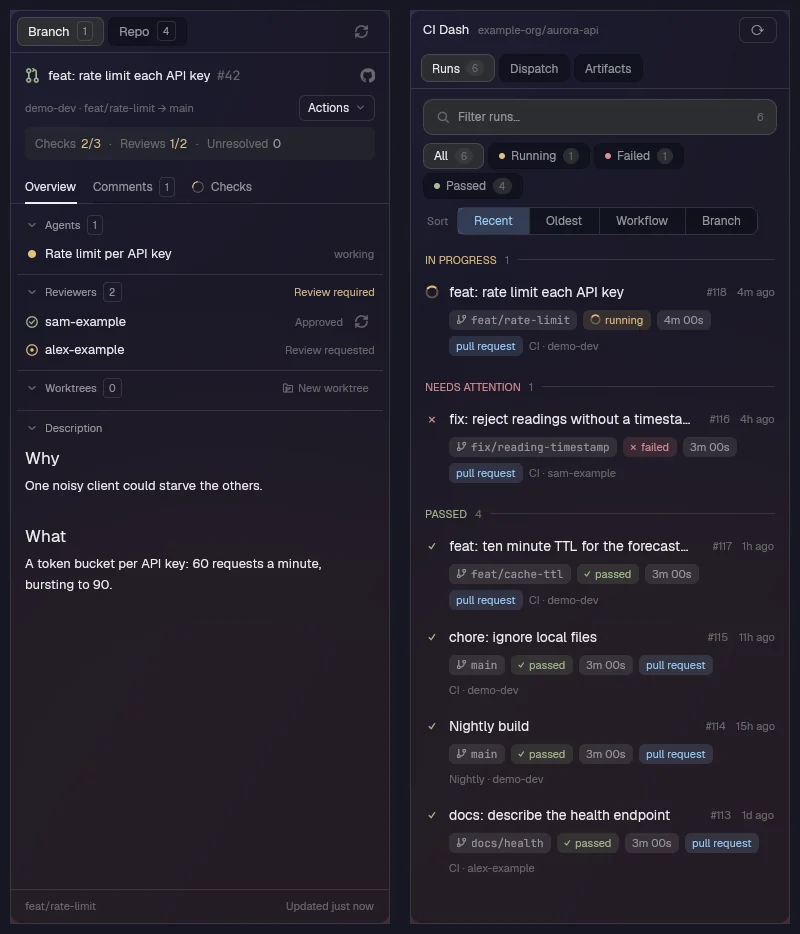 Branch 1 Repo 4
feat: rate limit each API key #42
demo-dev · feat/rate-limit → main Actions
Checks 2/3 · Reviews 1/2 · Unresolved 0
Overview Comments 1 Checks
Agents 1
Rate limit per API key working
Reviewers 2 Review required
sam-example Approved
alex-example Review requested
Worktrees 0 New worktree
Description
Why
One noisy client could starve the others.
What
A token bucket per API key: 60 requests a minute,
bursting to 90.
feat/rate-limit Updated just now
CI Dash example-org/aurora-api
Runs 6 Dispatch Artifacts
Filter runs... 6
All 6 Running 1 Failed 1
Passed 4
Sort Recent Oldest Workflow Branch
IN PROGRESS 1
feat: rate limit each API key #118 4m ago
feat/rate-limit running 4m 00s
pull request CI · demo-dev
NEEDS ATTENTION 1
fix: reject readings without a timesta... #116 4h ago
fix/reading-timestamp × failed 3m 00s
pull request CI · sam-example
PASSED 4
feat: ten minute TTL for the forecast... #117 1h ago
feat/cache-ttl ✓ passed 3m 00s
pull request CI · demo-dev
chore: ignore local files #115 11h ago
main ✓ passed 3m 00s pull request
CI · demo-dev
Nightly build #114 15h ago
main ✓ passed 3m 00s pull request
Nightly · demo-dev
docs: describe the health endpoint #113 1d ago
docs/health ✓ passed 3m 00s pull request
CI · alex-example